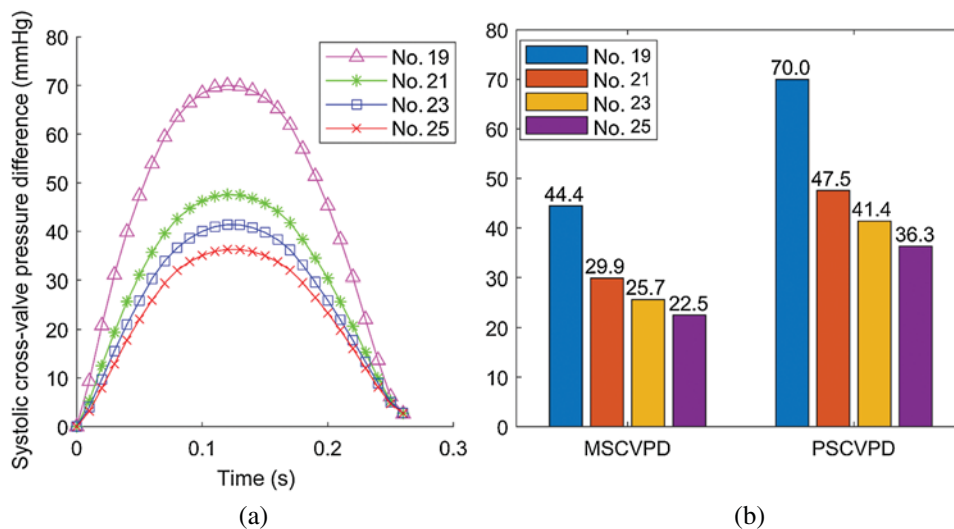 Systolic cross-valve pressure difference (mmHg)
80
70
60
50
40
30
20
10
0
0
0.1
0.2
0.3
Time (s)
No. 19
No. 21
No. 23
No. 25
(a)
80
70
60
50
40
30
20
10
0
No. 19
No. 21
No. 23
No. 25
44.4
29.9
25.7
22.5
70.0
47.5
41.4
36.3
MSCVPD
PSCVPD
(b)